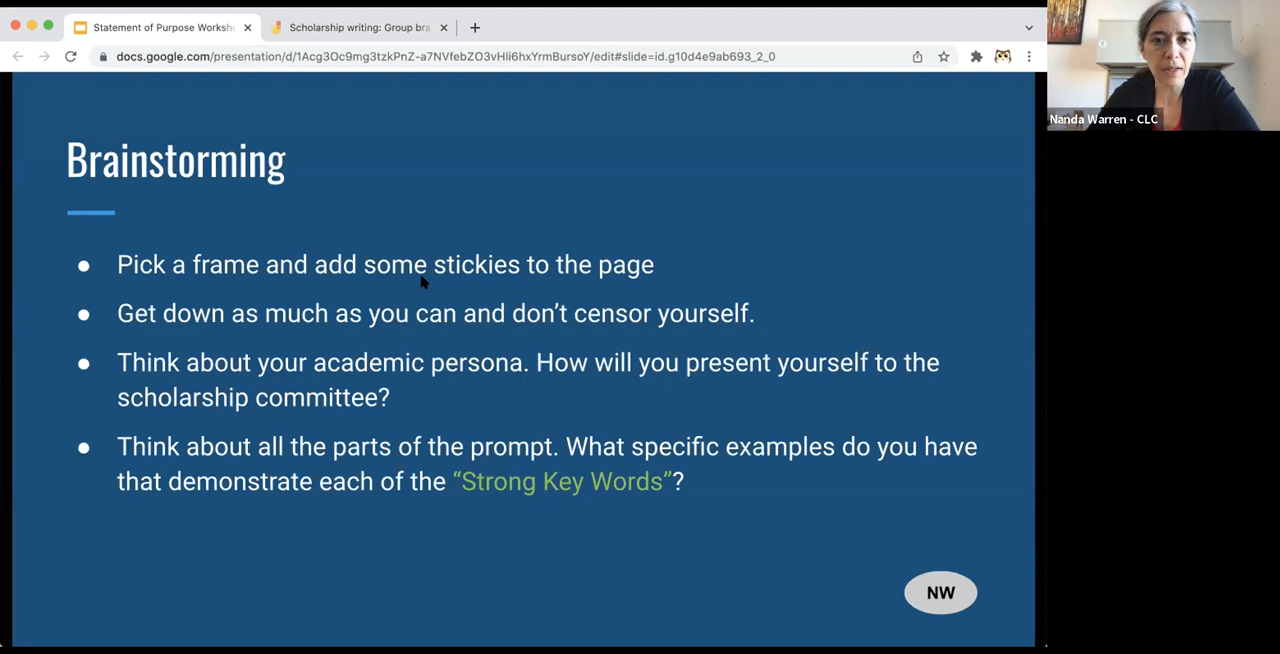 Statement of Purpose Worksh
Scholarship writing: Group bra
docs.google.com/presentation/d/1Acg3Oc9mg3tzkPnZ-a7NVfebZO3vHIi6hxYrmBursoY/edit#slide=id.g10d4e9ab693_2_0
Nanda Warren - CLC
Brainstorming
● Pick a frame and add some stickies to the page
● Get down as much as you can and don’t censor yourself.
● Think about your academic persona. How will you present yourself to the
scholarship committee?
● Think about all the parts of the prompt. What specific examples do you have
that demonstrate each of the “Strong Key Words”?
NW